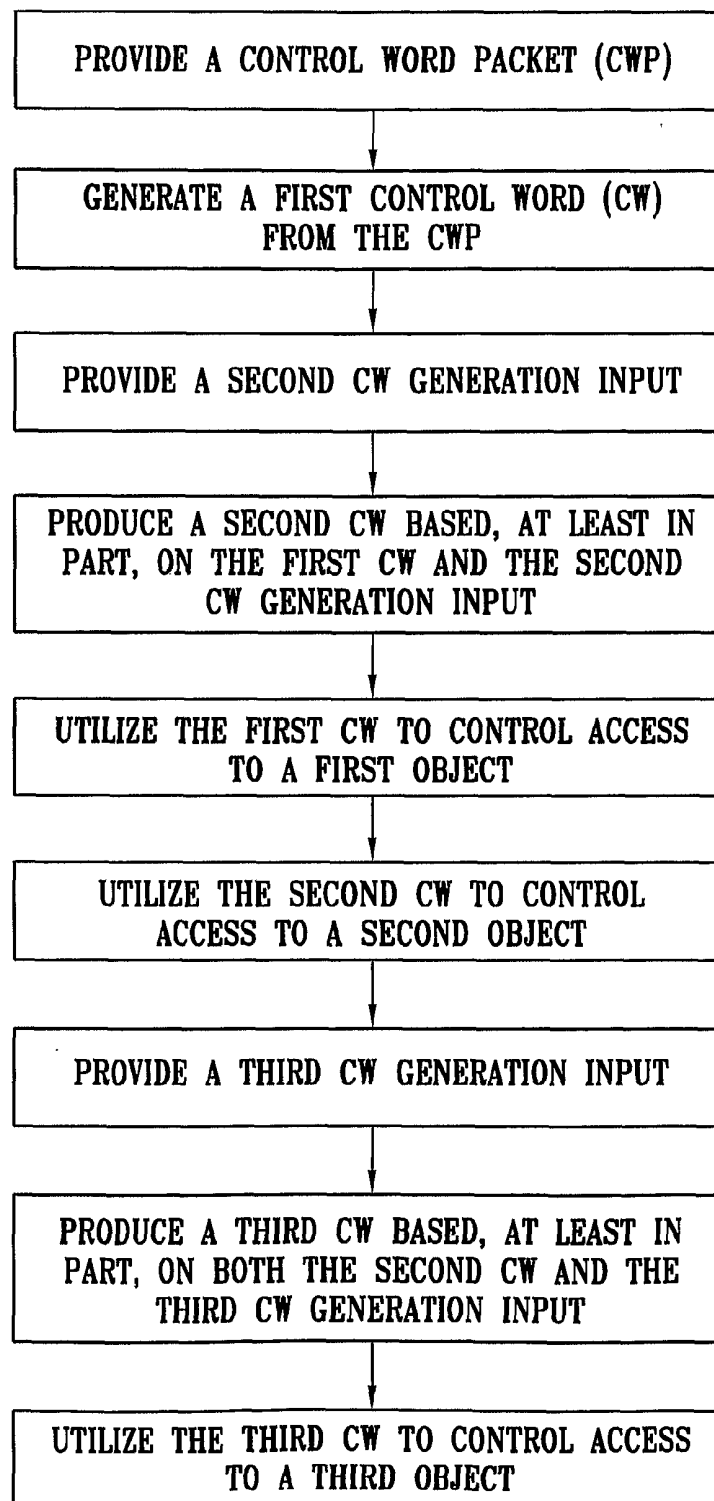 PROVIDE A CONTROL WORD PACKET (CWP)
GENERATE A FIRST CONTROL WORD (CW)
FROM THE CWP
PROVIDE A SECOND CW GENERATION INPUT
PRODUCE A SECOND CW BASED, AT LEAST IN
PART, ON THE FIRST CW AND THE SECOND
CW GENERATION INPUT
UTILIZE THE FIRST CW TO CONTROL ACCESS
TO A FIRST OBJECT
UTILIZE THE SECOND CW TO CONTROL
ACCESS TO A SECOND OBJECT
PROVIDE A THIRD CW GENERATION INPUT
PRODUCE A THIRD CW BASED, AT LEAST IN
PART, ON BOTH THE SECOND CW AND THE
THIRD CW GENERATION INPUT
UTILIZE THE THIRD CW TO CONTROL ACCESS
TO A THIRD OBJECT